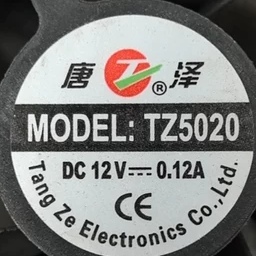 唐 泽 ®
MODEL: TZ5020
DC 12V⎓0.12A
CE
Tang Ze Electronics Co., Ltd.